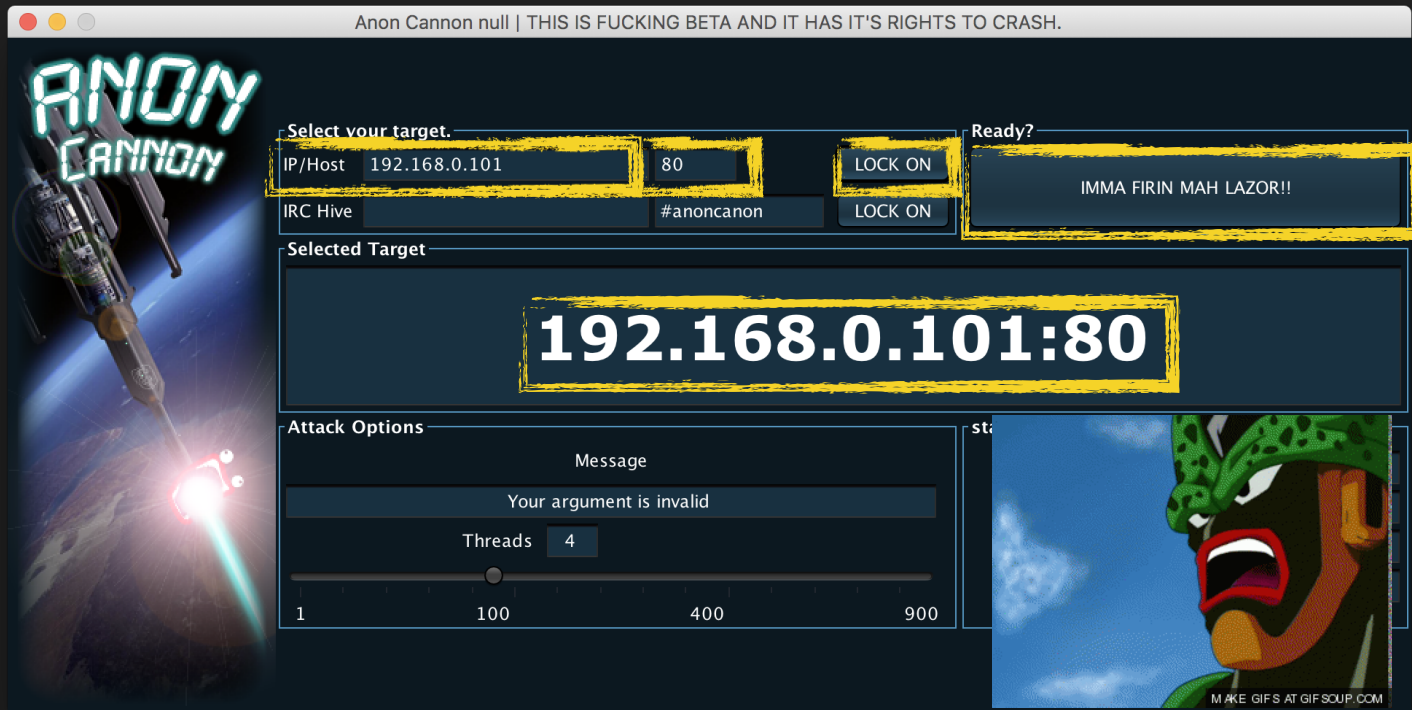 Anon Cannon null | THIS IS FUCKING BETA AND IT HAS IT'S RIGHTS TO CRASH.
ANON
CANNON
Select your target.
IP/Host 192.168.0.101 80 LOCK ON
IRC Hive #anoncanon LOCK ON
Ready?
IMMA FIRIN MAH LAZOR!!
Selected Target
192.168.0.101:80
Attack Options
Message
Your argument is invalid
Threads 4
1 100 400 900
sta
MAKE GIFS AT GIFSOUP.COM